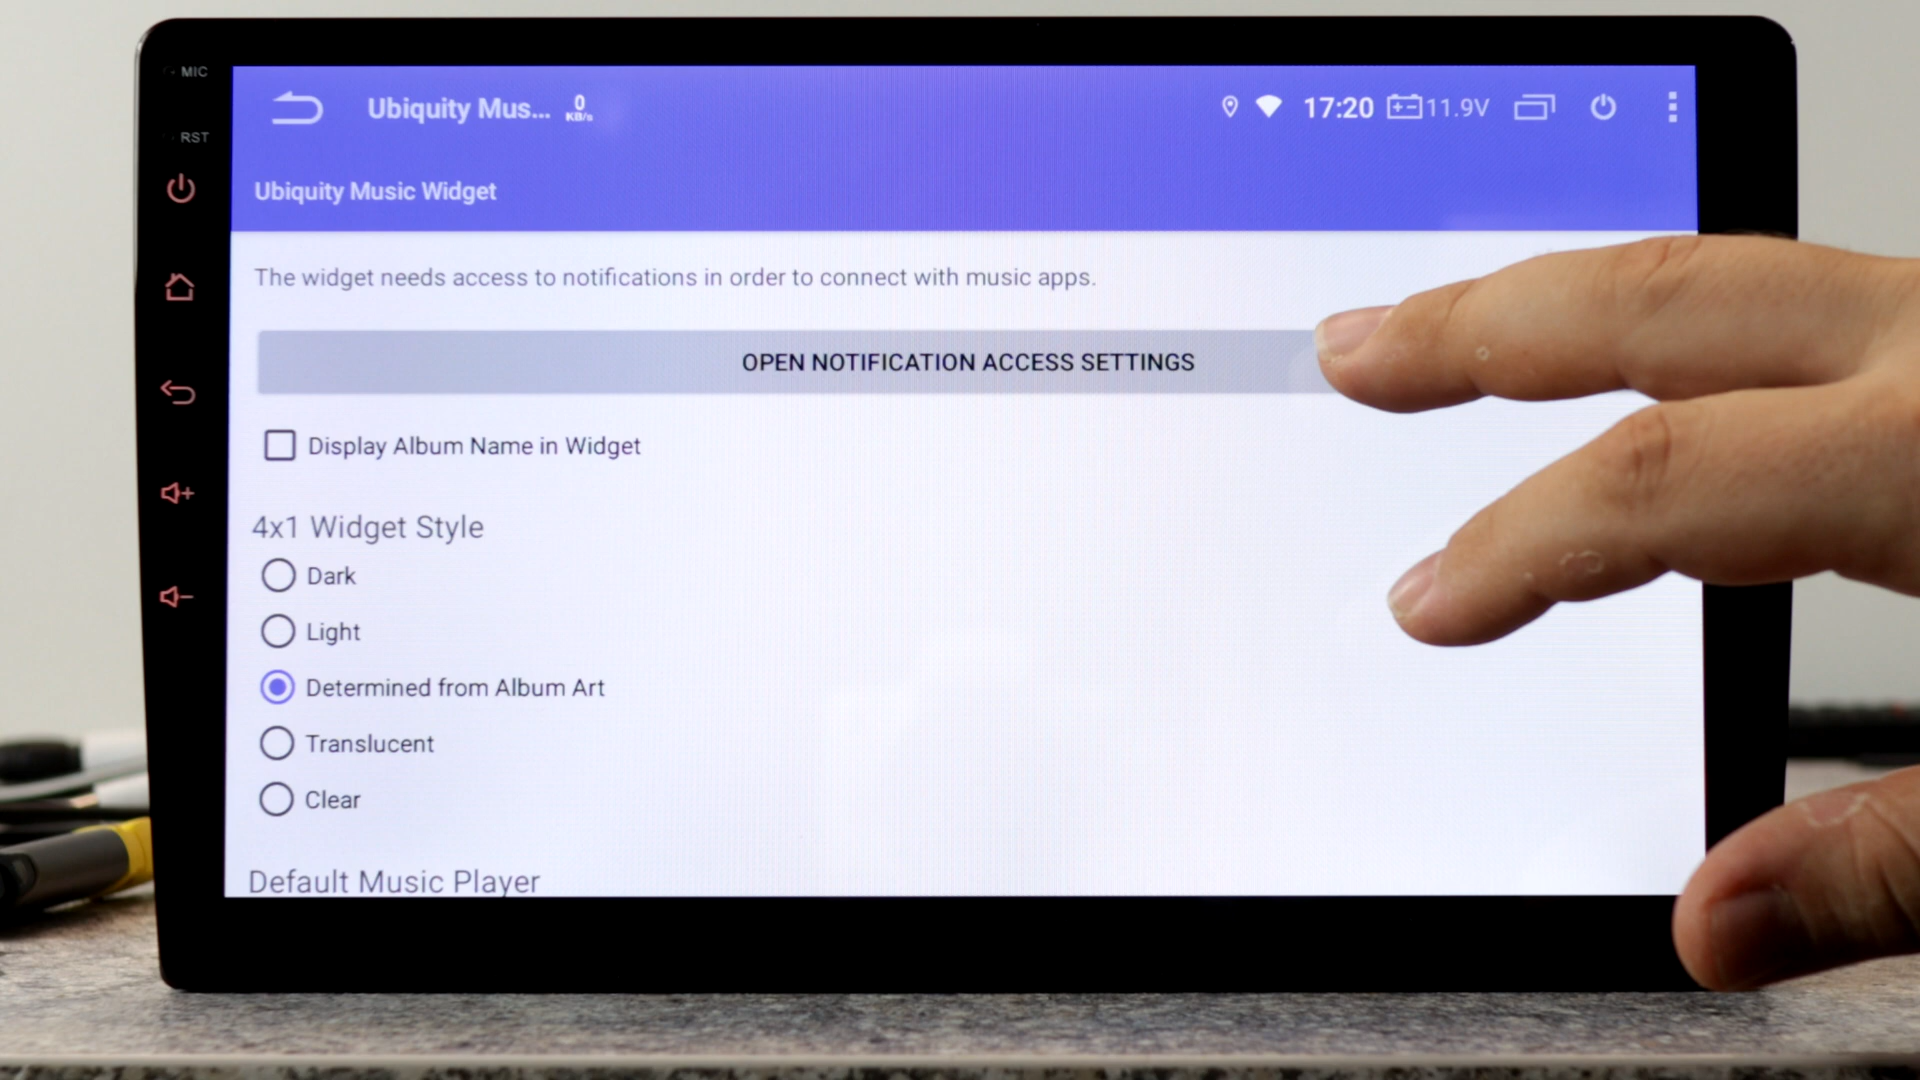 MIC
RST
Ubiquity Mus...
0
KB/s
17:20
11.9V
Ubiquity Music Widget
The widget needs access to notifications in order to connect with music apps.
OPEN NOTIFICATION ACCESS SETTINGS
Display Album Name in Widget
4x1 Widget Style
Dark
Light
Determined from Album Art
Translucent
Clear
Default Music Player